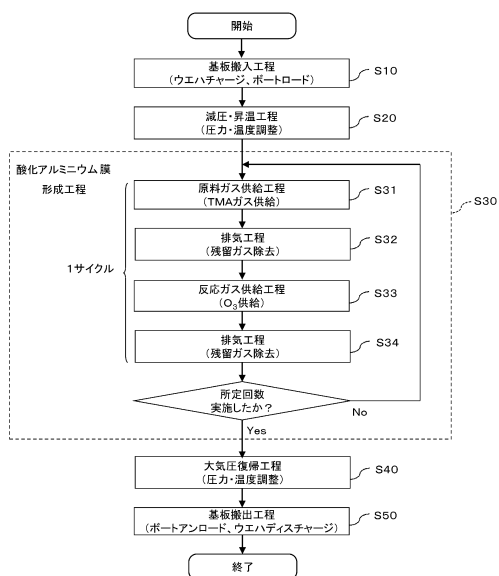 開始
基板搬入工程
(ウエハチャージ、ボートロード)
S10
減圧・昇温工程
(圧力・温度調整)
S20
酸化アルミニウム膜
形成工程
S30
1サイクル
原料ガス供給工程
(TMAガス供給)
S31
排気工程
(残留ガス除去)
S32
反応ガス供給工程
(O₃供給)
S33
排気工程
(残留ガス除去)
S34
所定回数
実施したか？
No
Yes
大気圧復帰工程
(圧力・温度調整)
S40
基板搬出工程
(ボートアンロード、ウエハディスチャージ)
S50
終了